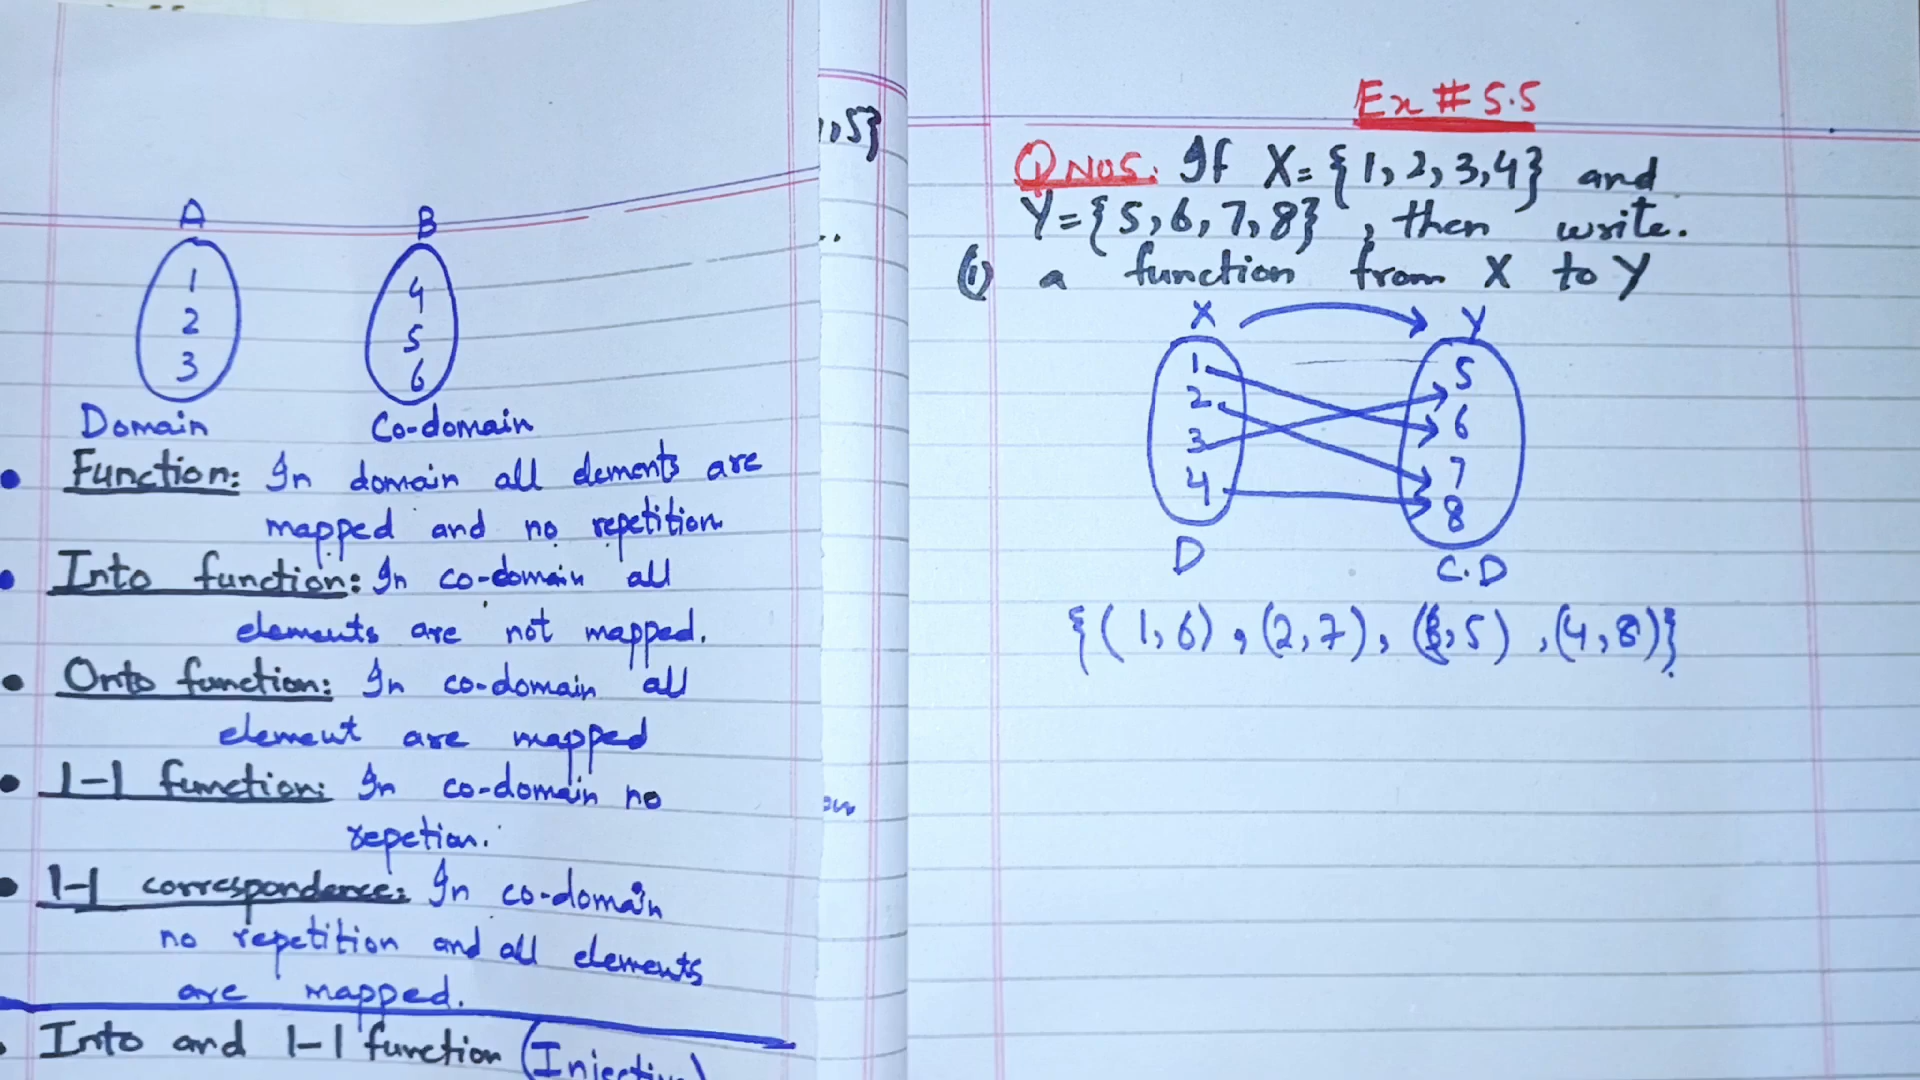 A B
1 4
2 5
3 6
Domain Co-domain
Function: In domain all elements are
mapped and no repetition
Into function: In co-domain all
elements are not mapped.
Onto function: In co-domain all
element are mapped
1-1 function: In co-domain no
repetion.
1-1 correspondence: In co-domain
no repetition and all elements
are mapped.
Into and 1-1 function
,5}
Ex # 5.5
Q NO5: If X = {1, 2, 3, 4} and
Y = {5, 6, 7, 8}, then write.
(i) a function from X to Y
X Y
1 5
2 6
3 7
4 8
D C.D
{(1,6), (2,7), (3,5), (4,8)}